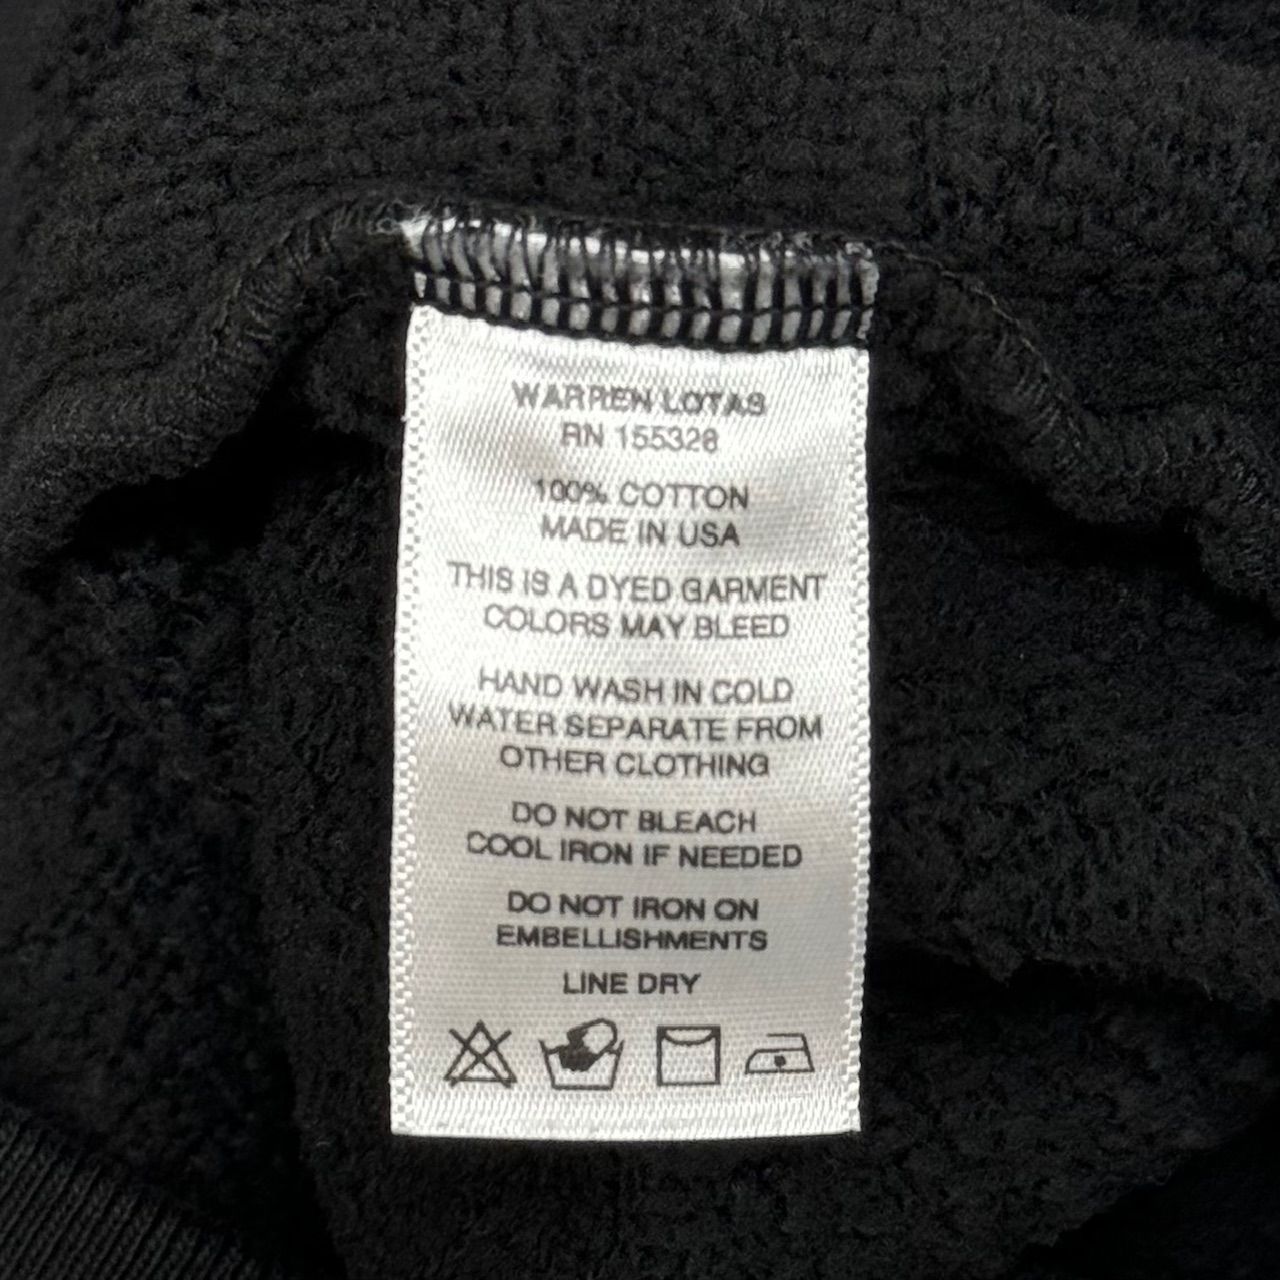 WARREN LOTAS
RN 155328
100% COTTON
MADE IN USA
THIS IS A DYED GARMENT
COLORS MAY BLEED
HAND WASH IN COLD
WATER SEPARATE FROM
OTHER CLOTHING
DO NOT BLEACH
COOL IRON IF NEEDED
DO NOT IRON ON
EMBELLISHMENTS
LINE DRY